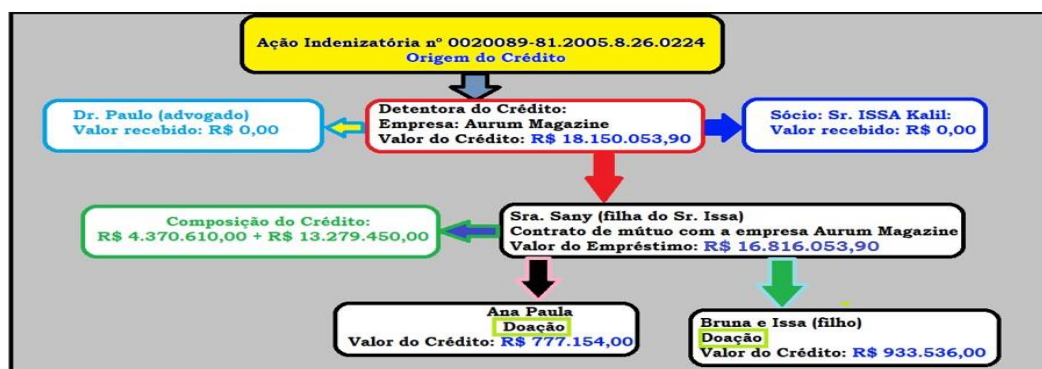 Ação Indenizatória nº 0020089-81.2005.8.26.0224
Origem do Crédito
Dr. Paulo (advogado)
Valor recebido: R$ 0,00
Detentora do Crédito:
Empresa: Aurum Magazine
Valor do Crédito: R$ 18.150.053,90
Sócio: Sr. ISSA Kalil:
Valor recebido: R$ 0,00
Composição do Crédito:
R$ 4.370.610,00 + R$ 13.279.450,00
Sra. Sany (filha do Sr. Issa)
Contrato de mútuo com a empresa Aurum Magazine
Valor do Empréstimo: R$ 16.816.053,90
Ana Paula
Doação
Valor do Crédito: R$ 777.154,00
Bruna e Issa (filho)
Doação
Valor do Crédito: R$ 933.536,00